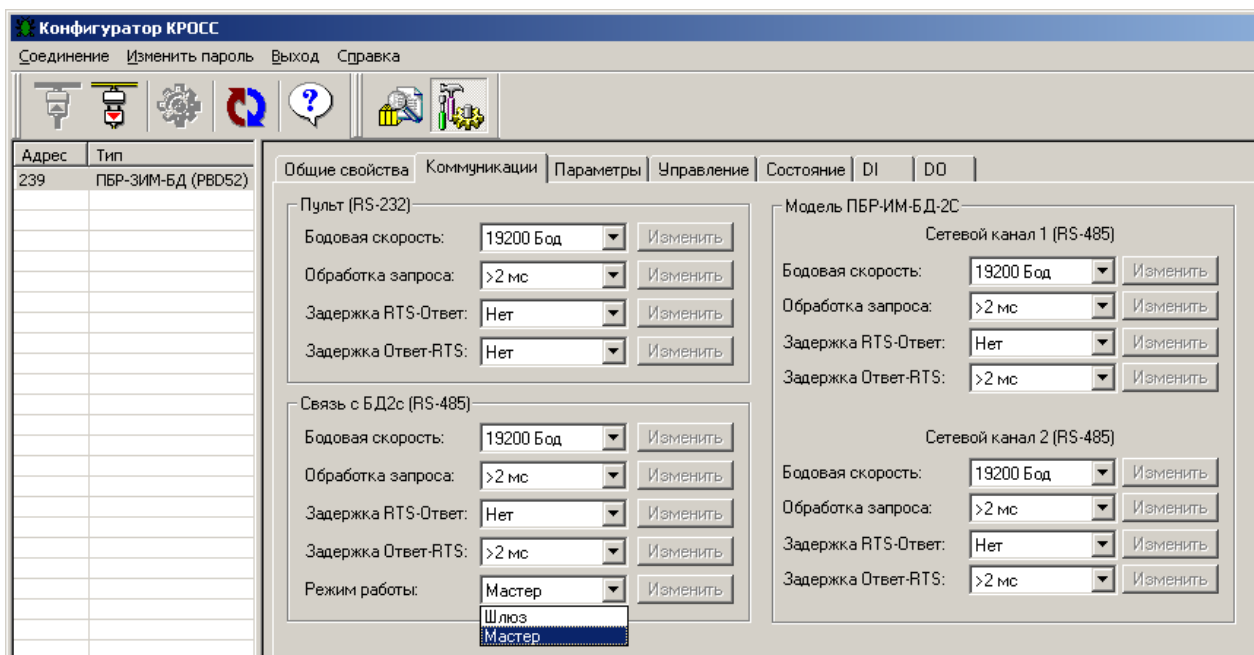 Конфигуратор КРОСС
Соединение Изменить пароль Выход Справка
Адрес Тип
239 ПБР-ЗИМ-БД (PBD52)
Общие свойства Коммуникации Параметры Управление Состояние DI DO
Пульт (RS-232)
Бодовая скорость: 19200 Бод Изменить
Обработка запроса: >2 мс Изменить
Задержка RTS-Ответ: Нет Изменить
Задержка Ответ-RTS: Нет Изменить
Связь с БД2с (RS-485)
Бодовая скорость: 19200 Бод Изменить
Обработка запроса: >2 мс Изменить
Задержка RTS-Ответ: Нет Изменить
Задержка Ответ-RTS: >2 мс Изменить
Режим работы: Мастер Изменить
Шлюз
Мастер
Модель ПБР-ИМ-БД-2С
Сетевой канал 1 (RS-485)
Бодовая скорость: 19200 Бод Изменить
Обработка запроса: >2 мс Изменить
Задержка RTS-Ответ: Нет Изменить
Задержка Ответ-RTS: >2 мс Изменить
Сетевой канал 2 (RS-485)
Бодовая скорость: 19200 Бод Изменить
Обработка запроса: >2 мс Изменить
Задержка RTS-Ответ: Нет Изменить
Задержка Ответ-RTS: >2 мс Изменить